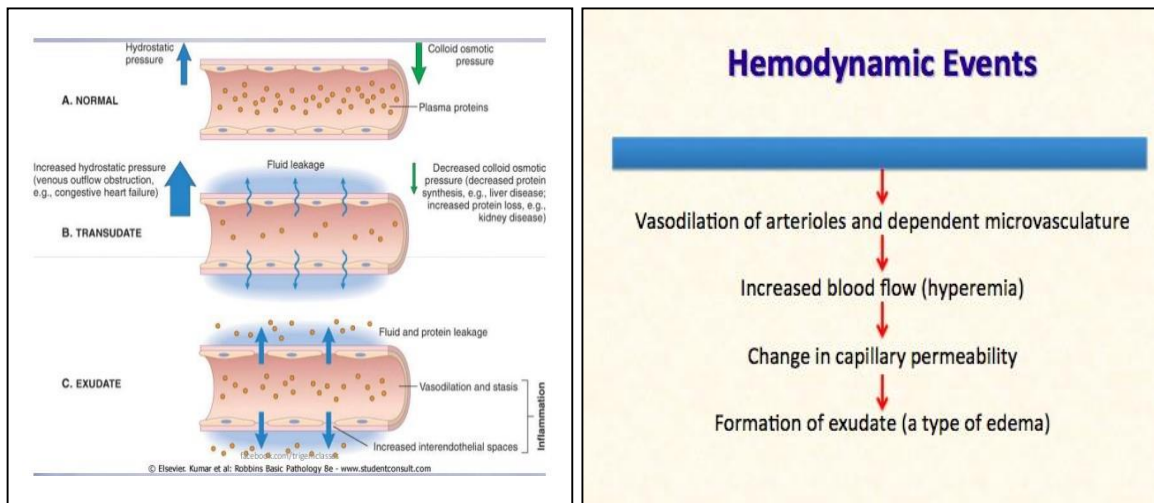 Hydrostatic
pressure
Colloid osmotic
pressure
A. NORMAL
Plasma proteins
Increased hydrostatic pressure
(venous outflow obstruction,
e.g., congestive heart failure)
Fluid leakage
Decreased colloid osmotic
pressure (decreased protein
synthesis, e.g., liver disease;
increased protein loss, e.g.,
kidney disease)
B. TRANSUDATE
Fluid and protein leakage
C. EXUDATE
Vasodilation and stasis
Inflammation
Increased interendothelial spaces
facebook.com/trigenclasses
© Elsevier. Kumar et al: Robbins Basic Pathology 8e - www.studentconsult.com
Hemodynamic Events
Vasodilation of arterioles and dependent microvasculature
Increased blood flow (hyperemia)
Change in capillary permeability
Formation of exudate (a type of edema)